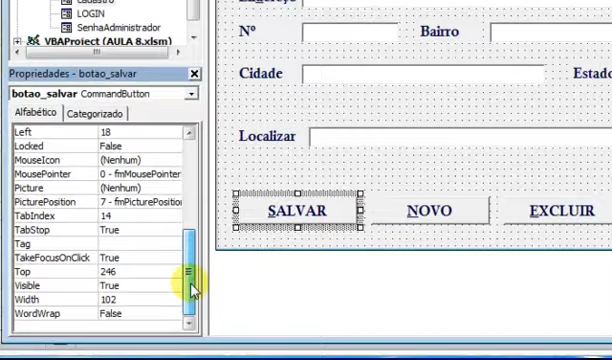 cadastro
LOGIN
SenhaAdministrador
VBAProject (AULA 8.xlsm)
Propriedades - botao_salvar
botao_salvar CommandButton
Alfabético Categorizado
Left 18
Locked False
MouseIcon (Nenhum)
MousePointer 0 - fmMousePointer
Picture (Nenhum)
PicturePosition 7 - fmPicturePosition
TabIndex 14
TabStop True
Tag
TakeFocusOnClick True
Top 246
Visible True
Width 102
WordWrap False
Endereço
Nº Bairro
Cidade Estado
Localizar
SALVAR NOVO EXCLUIR